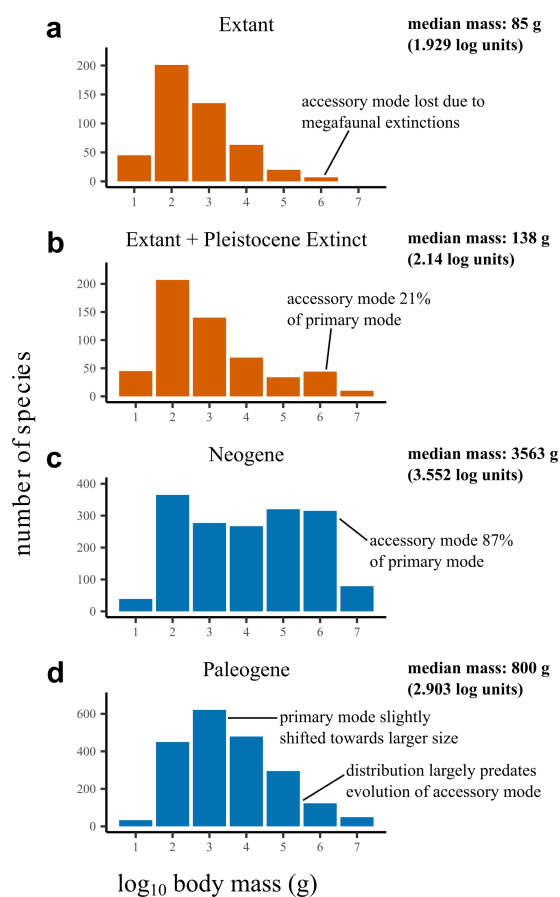 a
Extant
median mass: 85 g
(1.929 log units)
200
150
100
50
0
accessory mode lost due to
megafaunal extinctions
1 2 3 4 5 6 7
b
Extant + Pleistocene Extinct
median mass: 138 g
(2.14 log units)
200
150
100
50
0
accessory mode 21%
of primary mode
1 2 3 4 5 6 7
number of species
c
Neogene
median mass: 3563 g
(3.552 log units)
400
300
200
100
0
accessory mode 87%
of primary mode
1 2 3 4 5 6 7
d
Paleogene
median mass: 800 g
(2.903 log units)
600
400
200
0
primary mode slightly
shifted towards larger size
distribution largely predates
evolution of accessory mode
1 2 3 4 5 6 7
log₁₀ body mass (g)